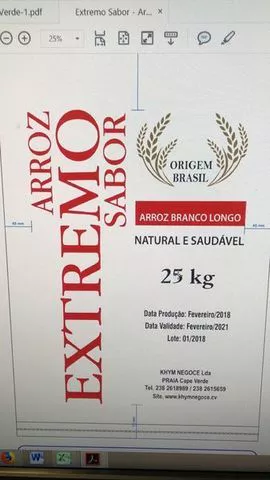 Verde-1.pdf
Extremo Sabor - Ar... ×
25%
ARROZ
EXTREMO
SABOR
ORIGEM
BRASIL
ARROZ BRANCO LONGO
NATURAL E SAUDÁVEL
25 kg
Data Produção: Fevereiro/2018
Data Validade: Fevereiro/2021
Lote: 01/2018
KHYM NEGOCE Lda
PRAIA Cape Verde
Tel. 238 2618989 / 238 2615659
Site. www.khymnegoce.cv